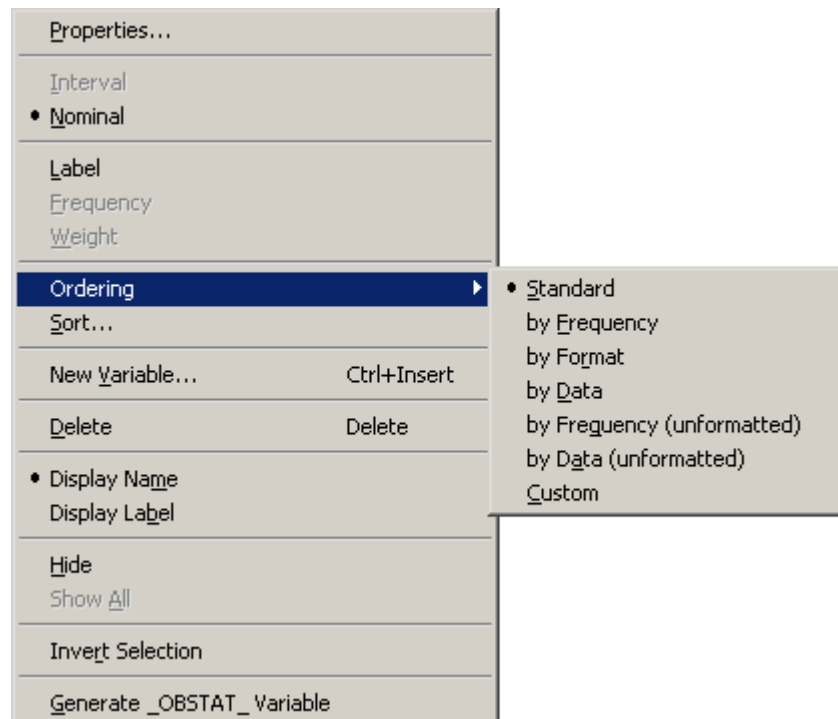 Properties...
Interval
• Nominal
Label
Frequency
Weight
Ordering
Sort...
New Variable... Ctrl+Insert
Delete Delete
• Display Name
Display Label
Hide
Show All
Invert Selection
Generate _OBSTAT_ Variable
• Standard
by Frequency
by Format
by Data
by Frequency (unformatted)
by Data (unformatted)
Custom